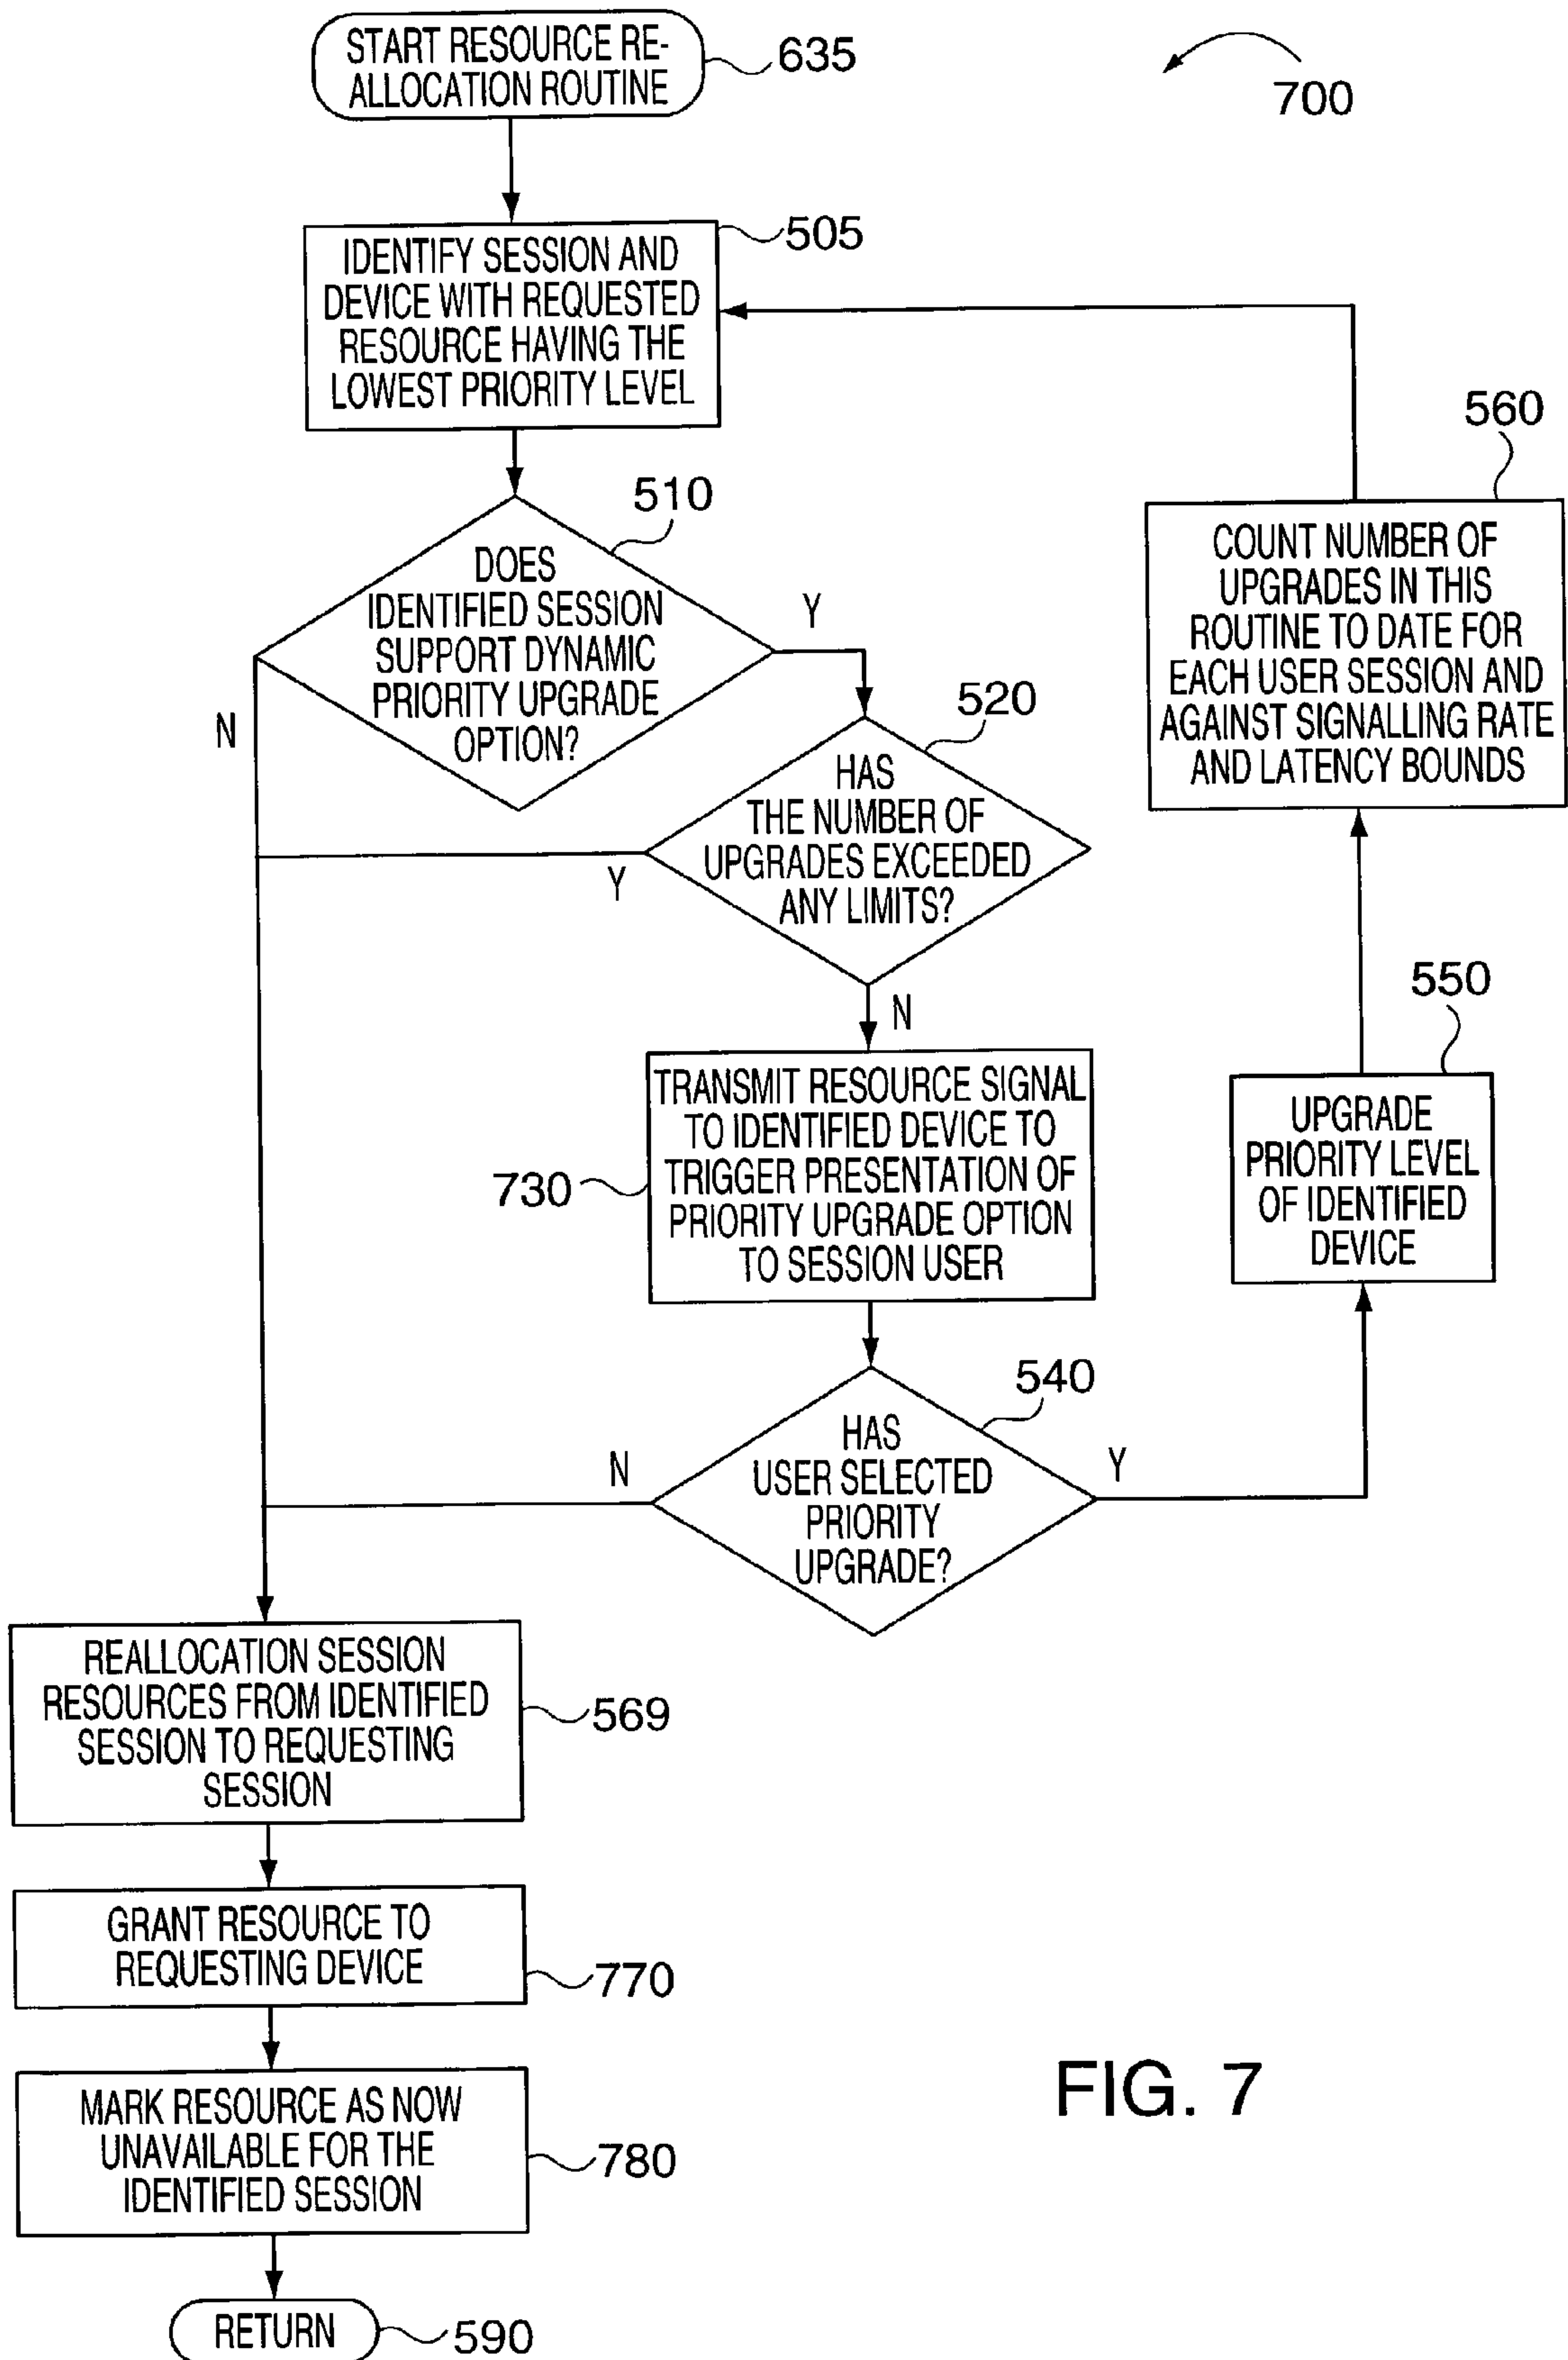 START RESOURCE RE-
ALLOCATION ROUTINE
635
700
IDENTIFY SESSION AND
DEVICE WITH REQUESTED
RESOURCE HAVING THE
LOWEST PRIORITY LEVEL
505
510
DOES
IDENTIFIED SESSION
SUPPORT DYNAMIC
PRIORITY UPGRADE
OPTION?
Y
N
560
COUNT NUMBER OF
UPGRADES IN THIS
ROUTINE TO DATE FOR
EACH USER SESSION AND
AGAINST SIGNALLING RATE
AND LATENCY BOUNDS
520
HAS
THE NUMBER OF
UPGRADES EXCEEDED
ANY LIMITS?
Y
N
550
UPGRADE
PRIORITY LEVEL
OF IDENTIFIED
DEVICE
TRANSMIT RESOURCE SIGNAL
TO IDENTIFIED DEVICE TO
TRIGGER PRESENTATION OF
PRIORITY UPGRADE OPTION
TO SESSION USER
730
540
HAS
USER SELECTED
PRIORITY
UPGRADE?
N
Y
REALLOCATION SESSION
RESOURCES FROM IDENTIFIED
SESSION TO REQUESTING
SESSION
569
GRANT RESOURCE TO
REQUESTING DEVICE
770
MARK RESOURCE AS NOW
UNAVAILABLE FOR THE
IDENTIFIED SESSION
780
RETURN
590
FIG. 7